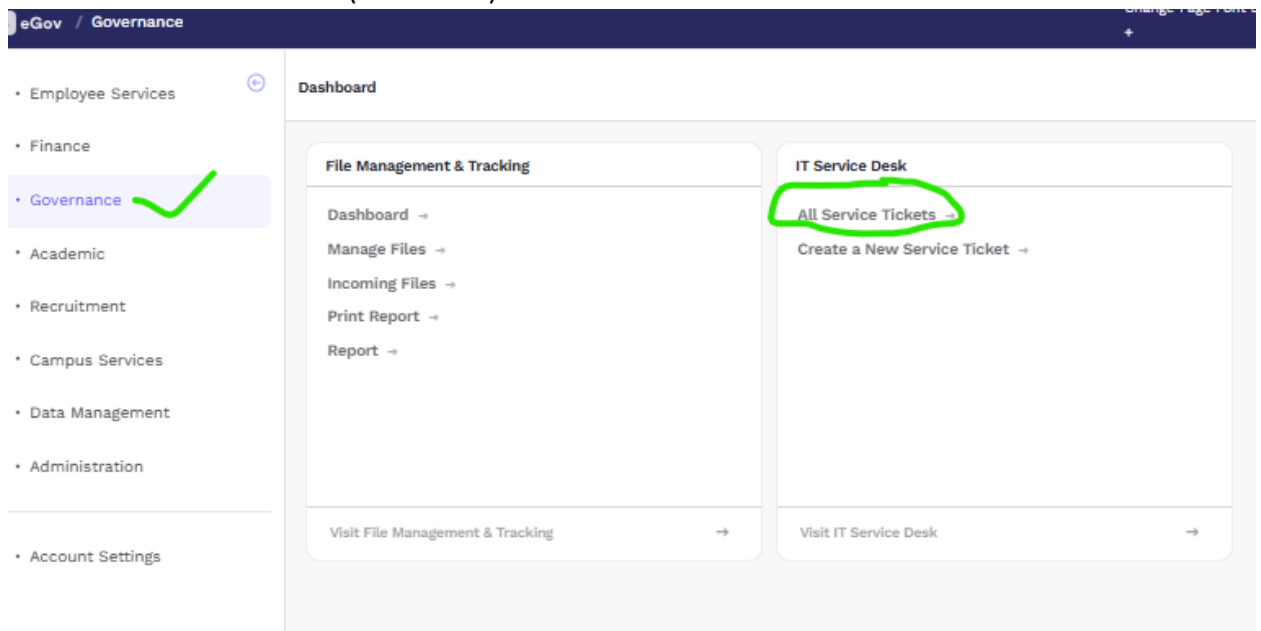 eGov / Governance
+
Employee Services
Finance
Governance
Academic
Recruitment
Campus Services
Data Management
Administration
Account Settings
Dashboard
File Management & Tracking
Dashboard →
Manage Files →
Incoming Files →
Print Report →
Report →
Visit File Management & Tracking →
IT Service Desk
All Service Tickets →
Create a New Service Ticket →
Visit IT Service Desk →